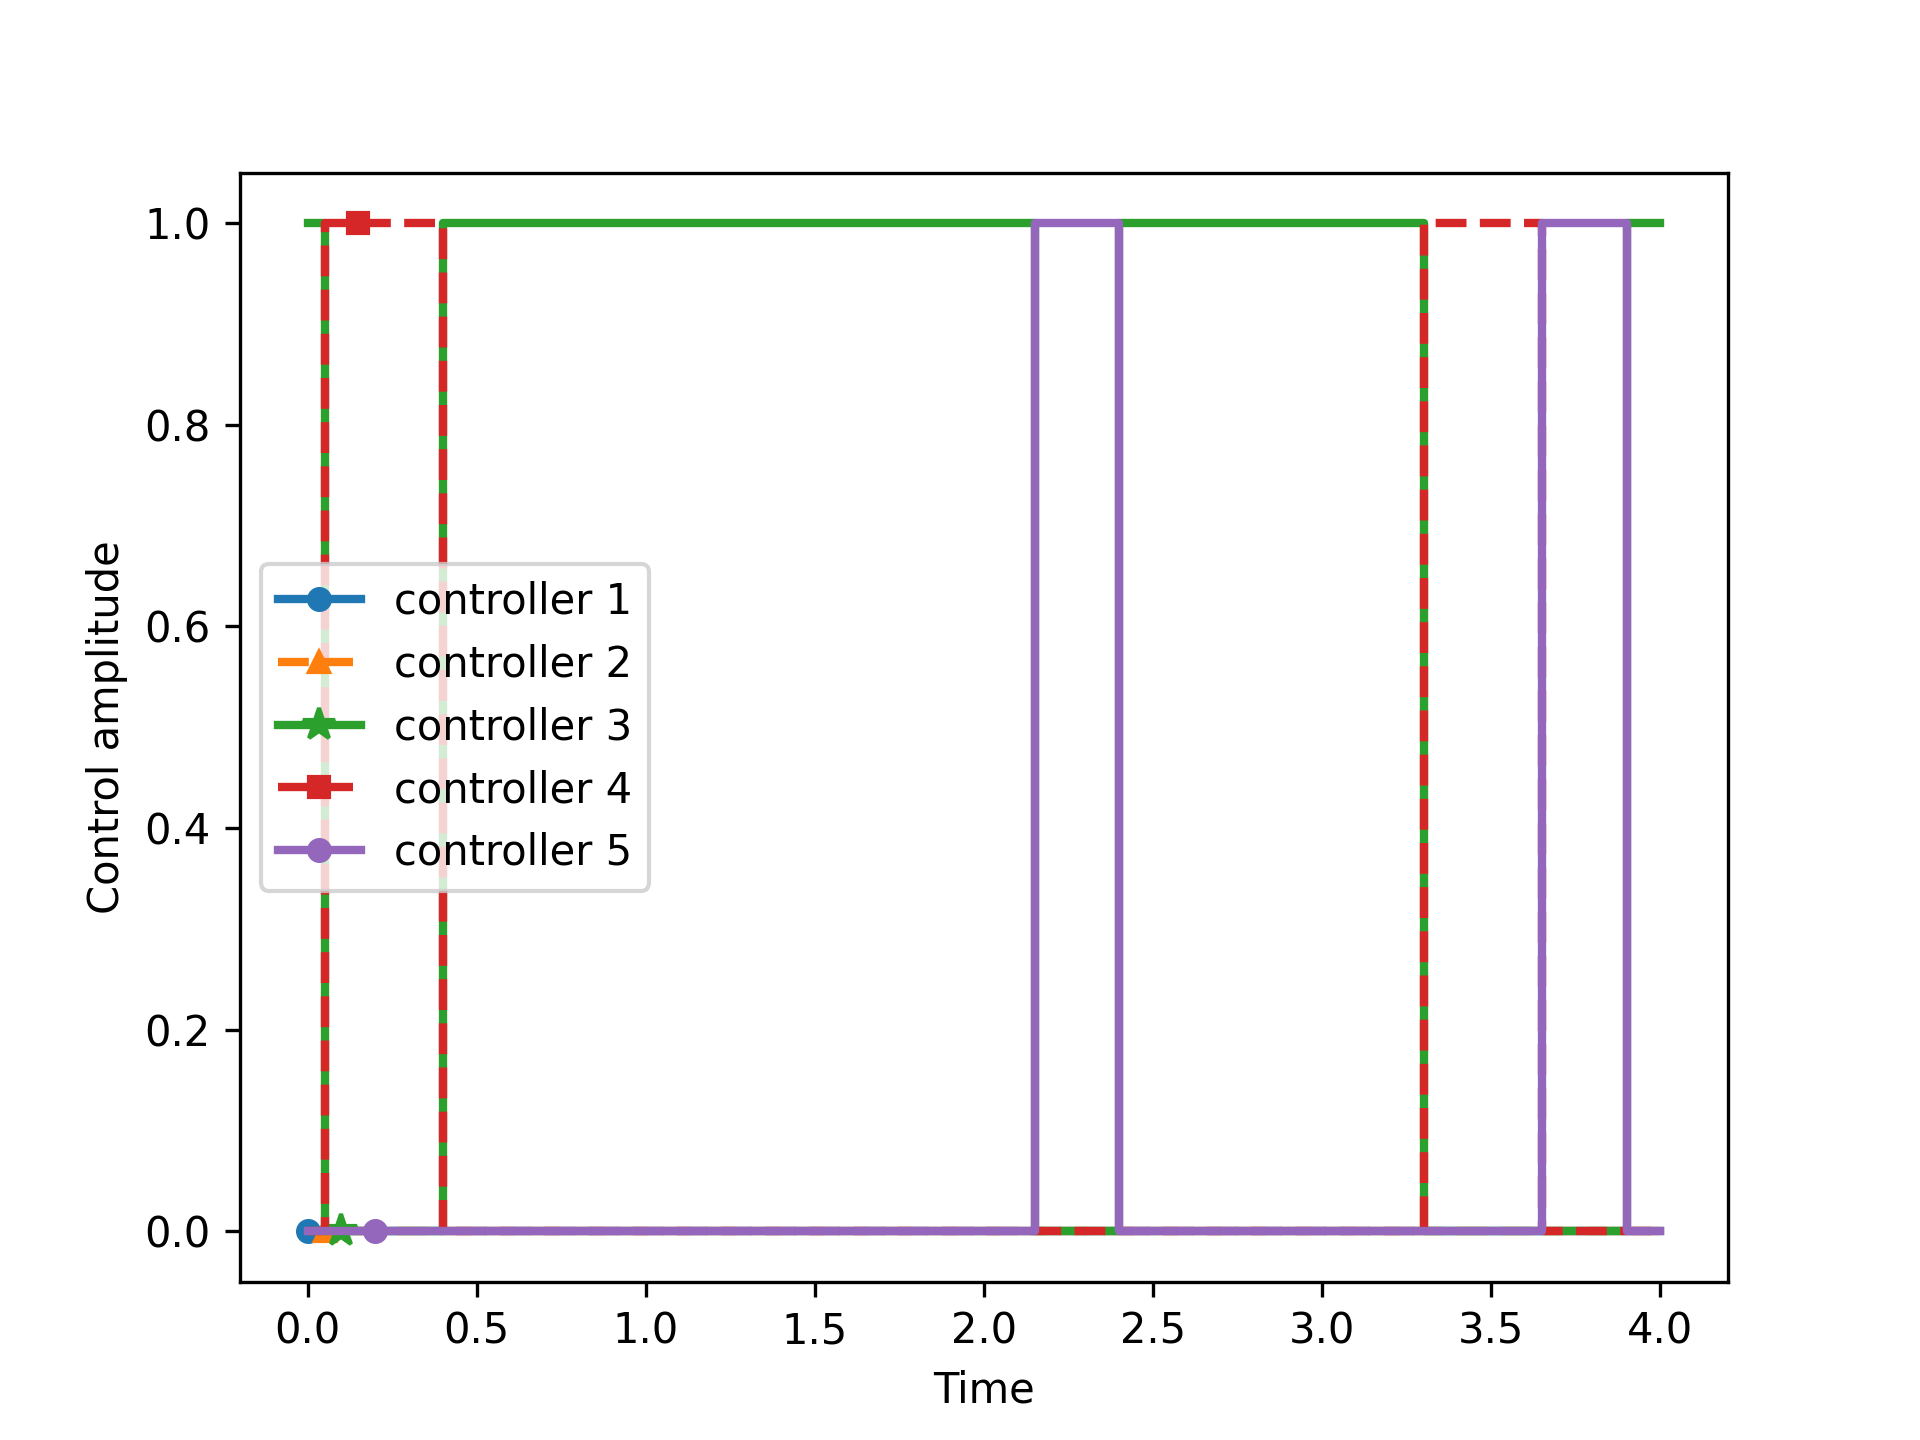 1.0
0.8
0.6
0.4
0.2
0.0
Control amplitude
controller 1
controller 2
controller 3
controller 4
controller 5
0.0 0.5 1.0 1.5 2.0 2.5 3.0 3.5 4.0
Time